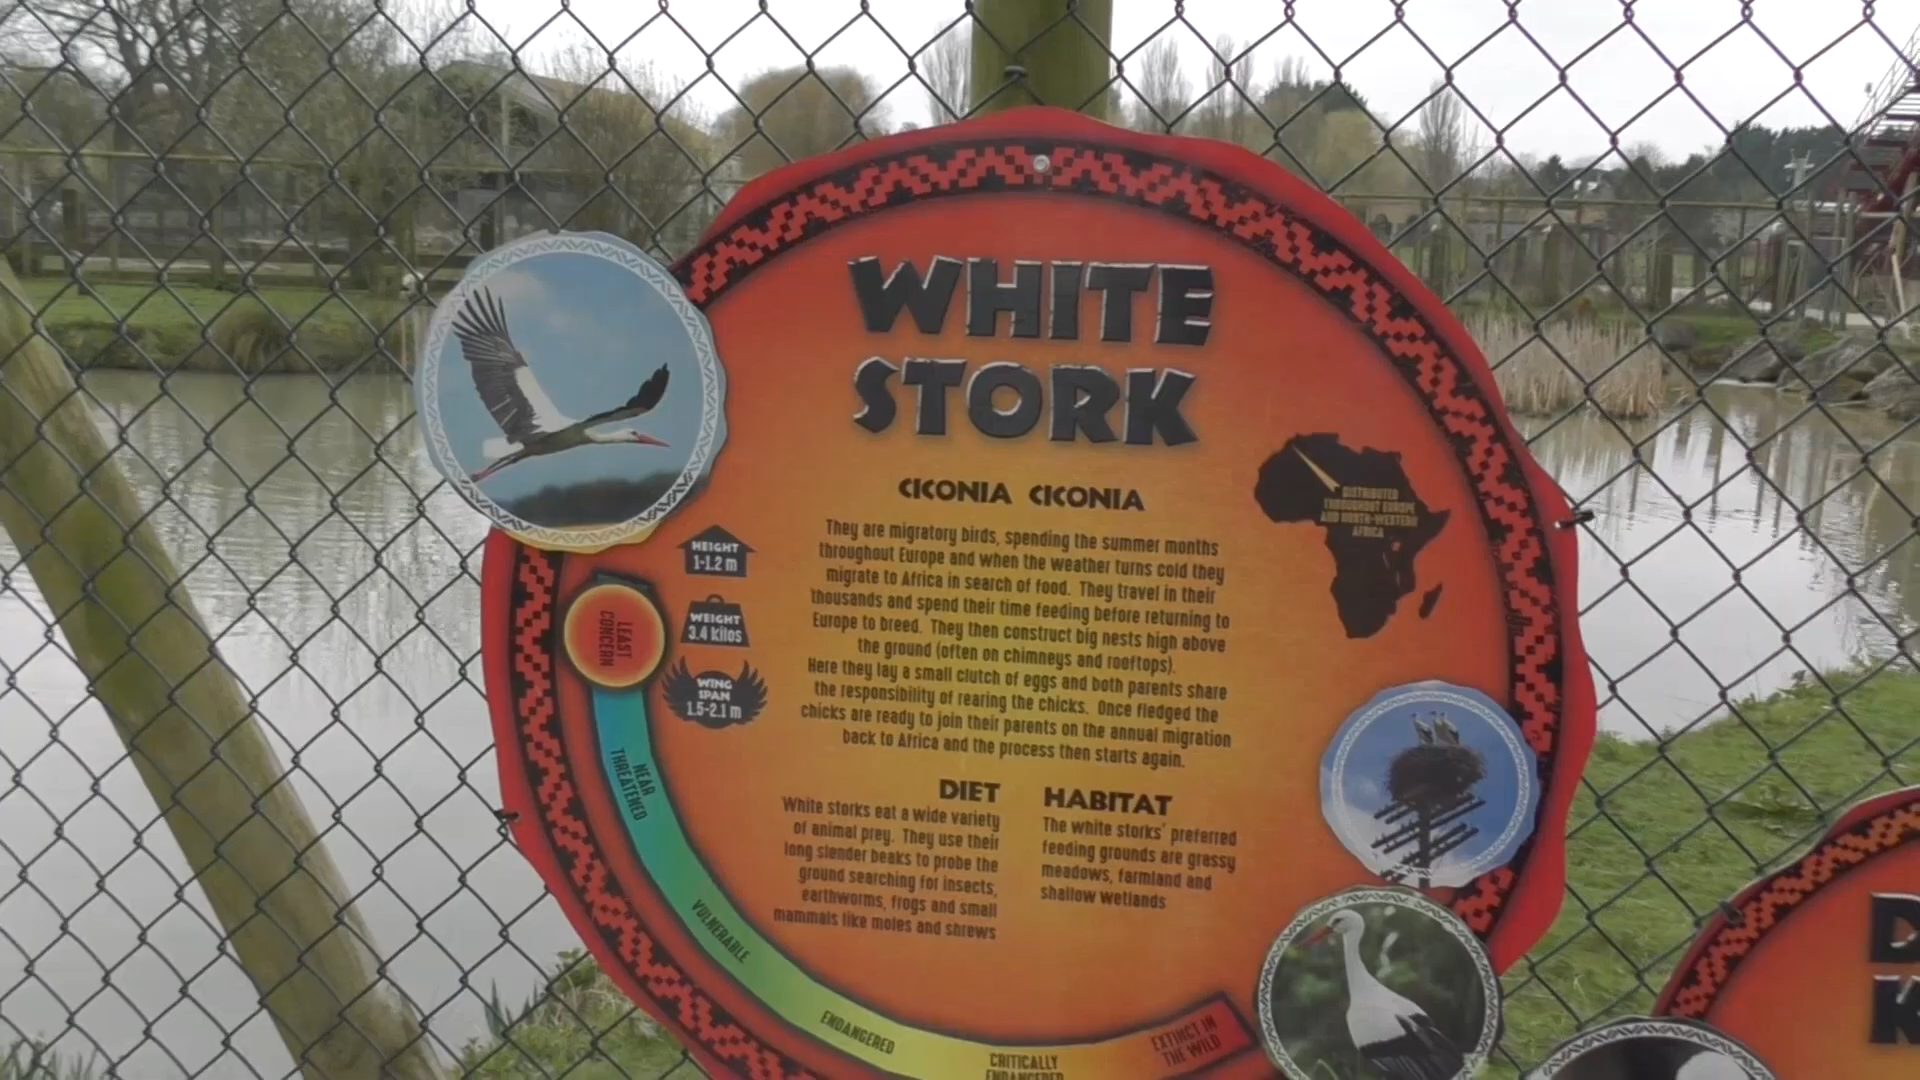 WHITE
STORK
CICONIA CICONIA
They are migratory birds, spending the summer months
throughout Europe and when the weather turns cold they
migrate to Africa in search of food. They travel in their
thousands and spend their time feeding before returning to
Europe to breed. They then construct big nests high above
the ground (often on chimneys and rooftops).
Here they lay a small clutch of eggs and both parents share
the responsibility of rearing the chicks. Once fledged the
chicks are ready to join their parents on the annual migration
back to Africa and the process then starts again.
HEIGHT
1-1.2 m
WEIGHT
3.4 kilos
WING
SPAN
1.5-2.1 m
DISTRIBUTED
THROUGHOUT EUROPE
AND NORTH-WESTERN
AFRICA
DIET
White storks eat a wide variety
of animal prey. They use their
long slender beaks to probe the
ground searching for insects,
earthworms, frogs and small
mammals like moles and shrews
HABITAT
The white storks' preferred
feeding grounds are grassy
meadows, farmland and
shallow wetlands
LEAST
CONCERN
NEAR
THREATENED
VULNERABLE
ENDANGERED
CRITICALLY
ENDANGERED
EXTINCT IN
THE WILD